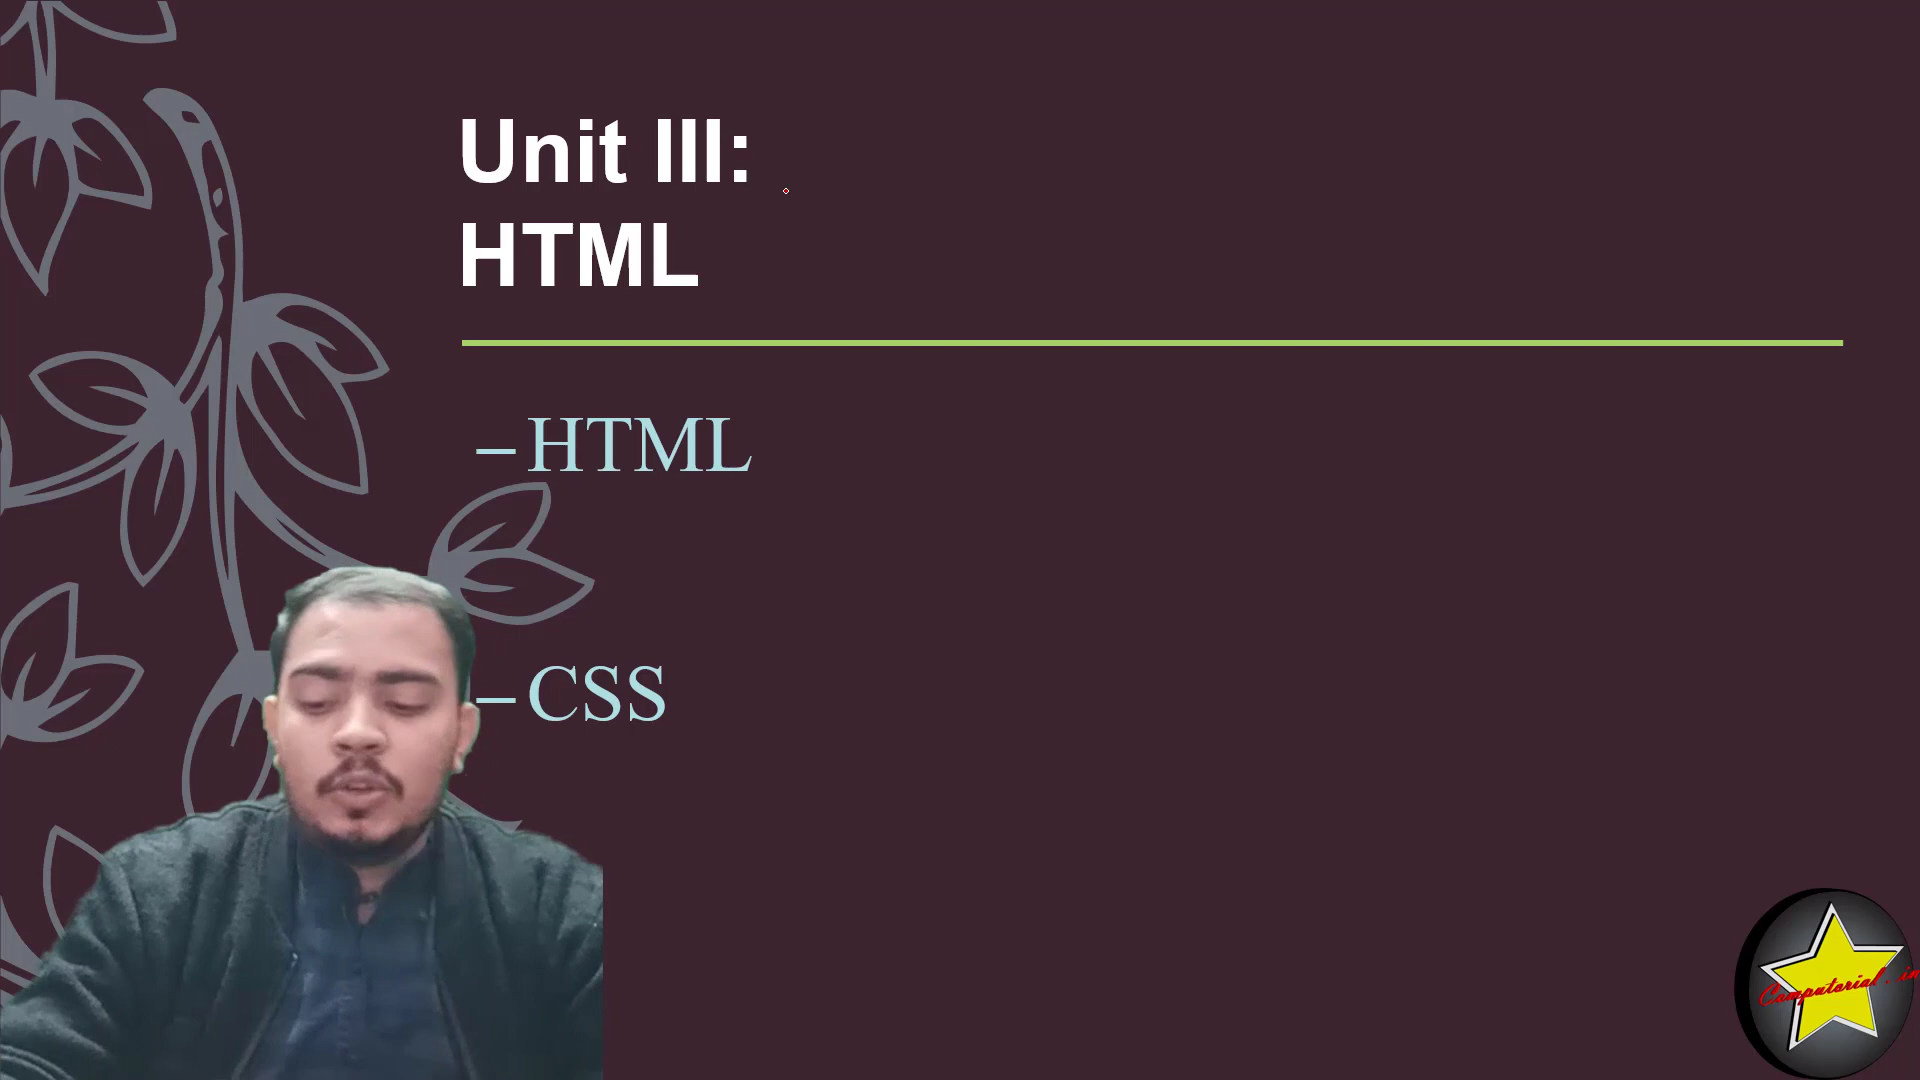 Unit III:
HTML
– HTML
– CSS
Computorial . in